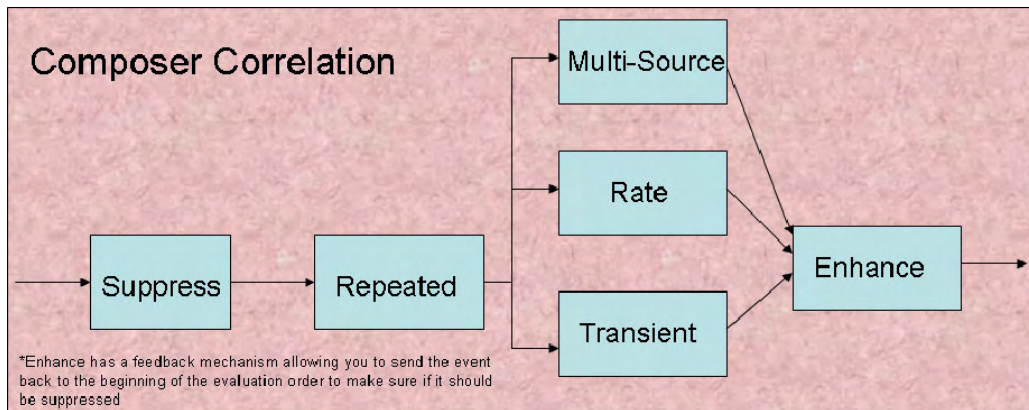 Composer Correlation
Multi-Source
Rate
Suppress
Repeated
Enhance
Transient
*Enhance has a feedback mechanism allowing you to send the event
back to the beginning of the evaluation order to make sure if it should
be suppressed